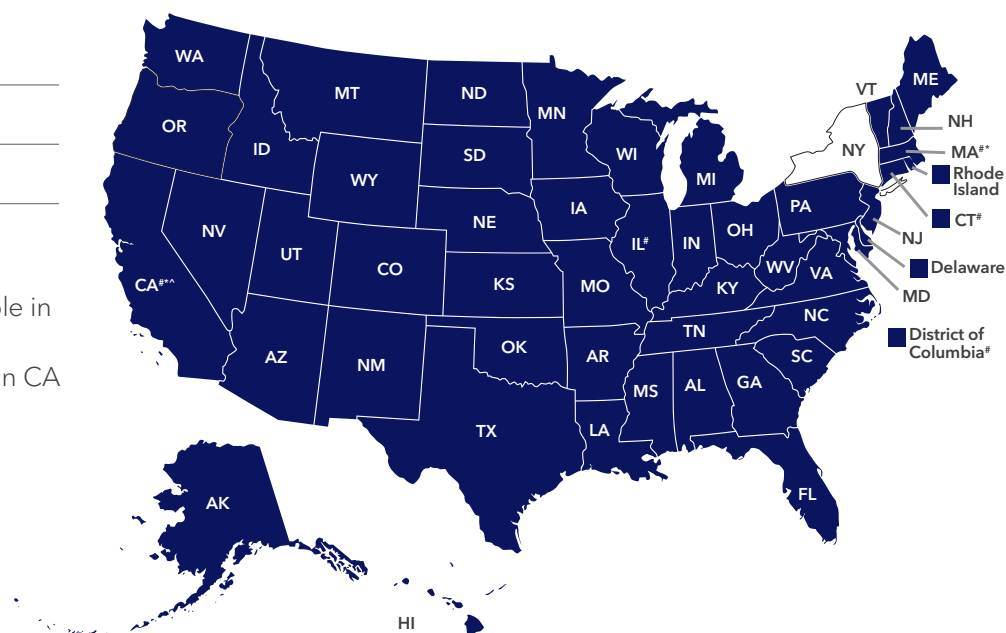 WA
MT
ND
MN
ME
VT
OR
ID
NH
WY
SD
WI
MI
NY
MA#*
Rhode
Island
NV
UT
CO
NE
IA
IL#
IN
OH
PA
CT#
NJ
CA#*^
KS
MO
KY
WV
VA
Delaware
MD
le in
n CA
AZ
NM
OK
AR
TN
NC
SC
District of
Columbia#
TX
LA
MS
AL
GA
FL
AK
HI